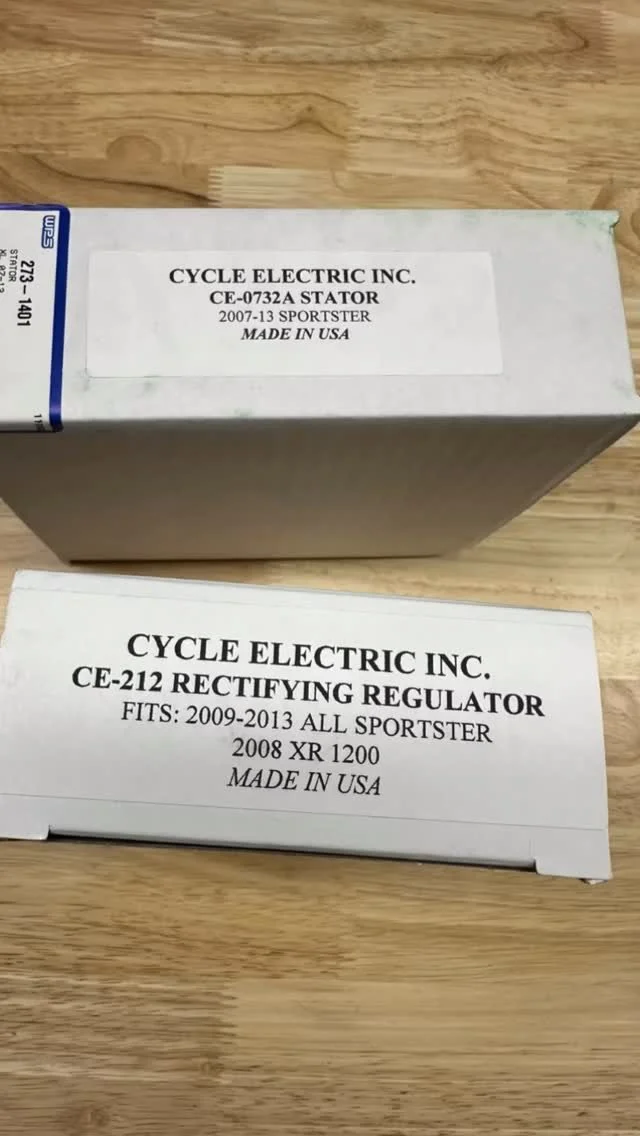 WPS
273-1401
STATOR
CYCLE ELECTRIC INC.
CE-0732A STATOR
2007-13 SPORTSTER
MADE IN USA
CYCLE ELECTRIC INC.
CE-212 RECTIFYING REGULATOR
FITS: 2009-2013 ALL SPORTSTER
2008 XR 1200
MADE IN USA